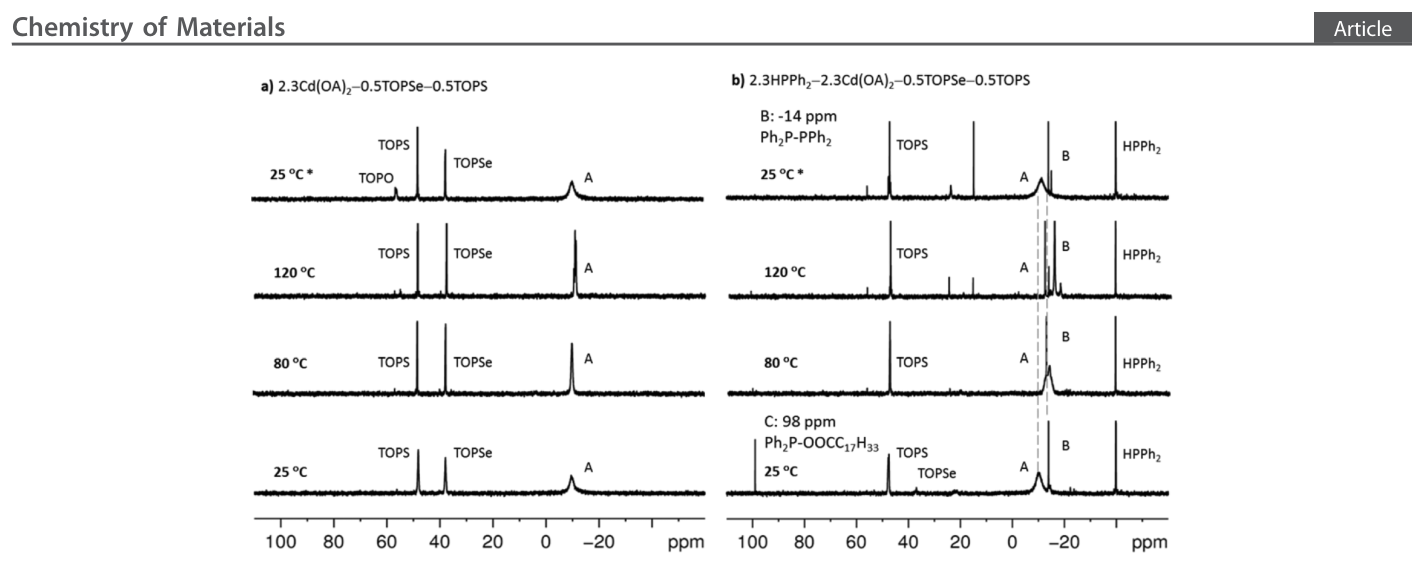 Chemistry of Materials
Article
a) 2.3Cd(OA)₂–0.5TOPSe–0.5TOPS
TOPS
TOPSe
TOPO
25 °C *
A
TOPS
TOPSe
120 °C
A
TOPS
TOPSe
80 °C
A
TOPS
TOPSe
25 °C
A
100 80 60 40 20 0 −20 ppm
b) 2.3HPPh₂–2.3Cd(OA)₂–0.5TOPSe–0.5TOPS
B: -14 ppm
Ph₂P-PPh₂
25 °C *
TOPS
A
B
HPPh₂
120 °C
TOPS
A
B
HPPh₂
80 °C
TOPS
A
B
HPPh₂
C: 98 ppm
Ph₂P-OOCC₁₇H₃₃
25 °C
TOPS
TOPSe
A
B
HPPh₂
100 80 60 40 20 0 −20 ppm